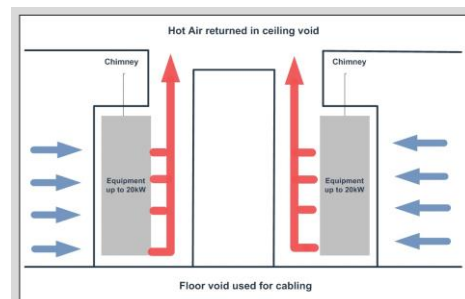 Hot Air returned in ceiling void
Chimney
Chimney
Equipment
up to 20kW
Equipment
up to 20kW
Floor void used for cabling